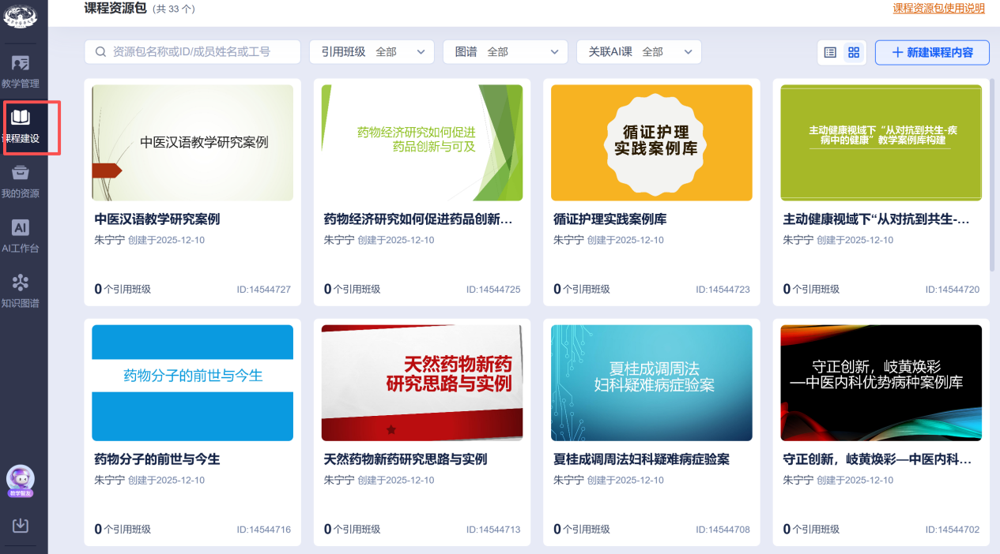 课程资源包 (共 33 个)
课程资源包使用说明
教学管理
课程建设
我的资源
AI
AI工作台
知识图谱
教学智友
资源包名称或ID/成员姓名或工号
引用班级 全部
图谱 全部
关联AI课 全部
新建课程内容
中医汉语教学研究案例
中医汉语教学研究案例
朱宁宁 创建于2025-12-10
0个引用班级
ID:14544727
药物经济研究如何促进
药品创新与可及
药物经济研究如何促进药品创新...
朱宁宁 创建于2025-12-10
0个引用班级
ID:14544725
循证护理
实践案例库
循证护理实践案例库
朱宁宁 创建于2025-12-10
0个引用班级
ID:14544723
主动健康视域下“从对抗到共生-疾
病中的健康”教学案例库构建
主动健康视域下“从对抗到共生-...
朱宁宁 创建于2025-12-10
0个引用班级
ID:14544720
药物分子的前世与今生
药物分子的前世与今生
朱宁宁 创建于2025-12-10
0个引用班级
ID:14544716
天然药物新药
研究思路与实例
天然药物新药研究思路与实例
朱宁宁 创建于2025-12-10
0个引用班级
ID:14544713
夏桂成调周法
妇科疑难病症验案
夏桂成调周法妇科疑难病症验案
朱宁宁 创建于2025-12-10
0个引用班级
ID:14544708
守正创新，岐黄焕彩
—中医内科优势病种案例库
守正创新，岐黄焕彩—中医内科...
朱宁宁 创建于2025-12-10
0个引用班级
ID:14544702